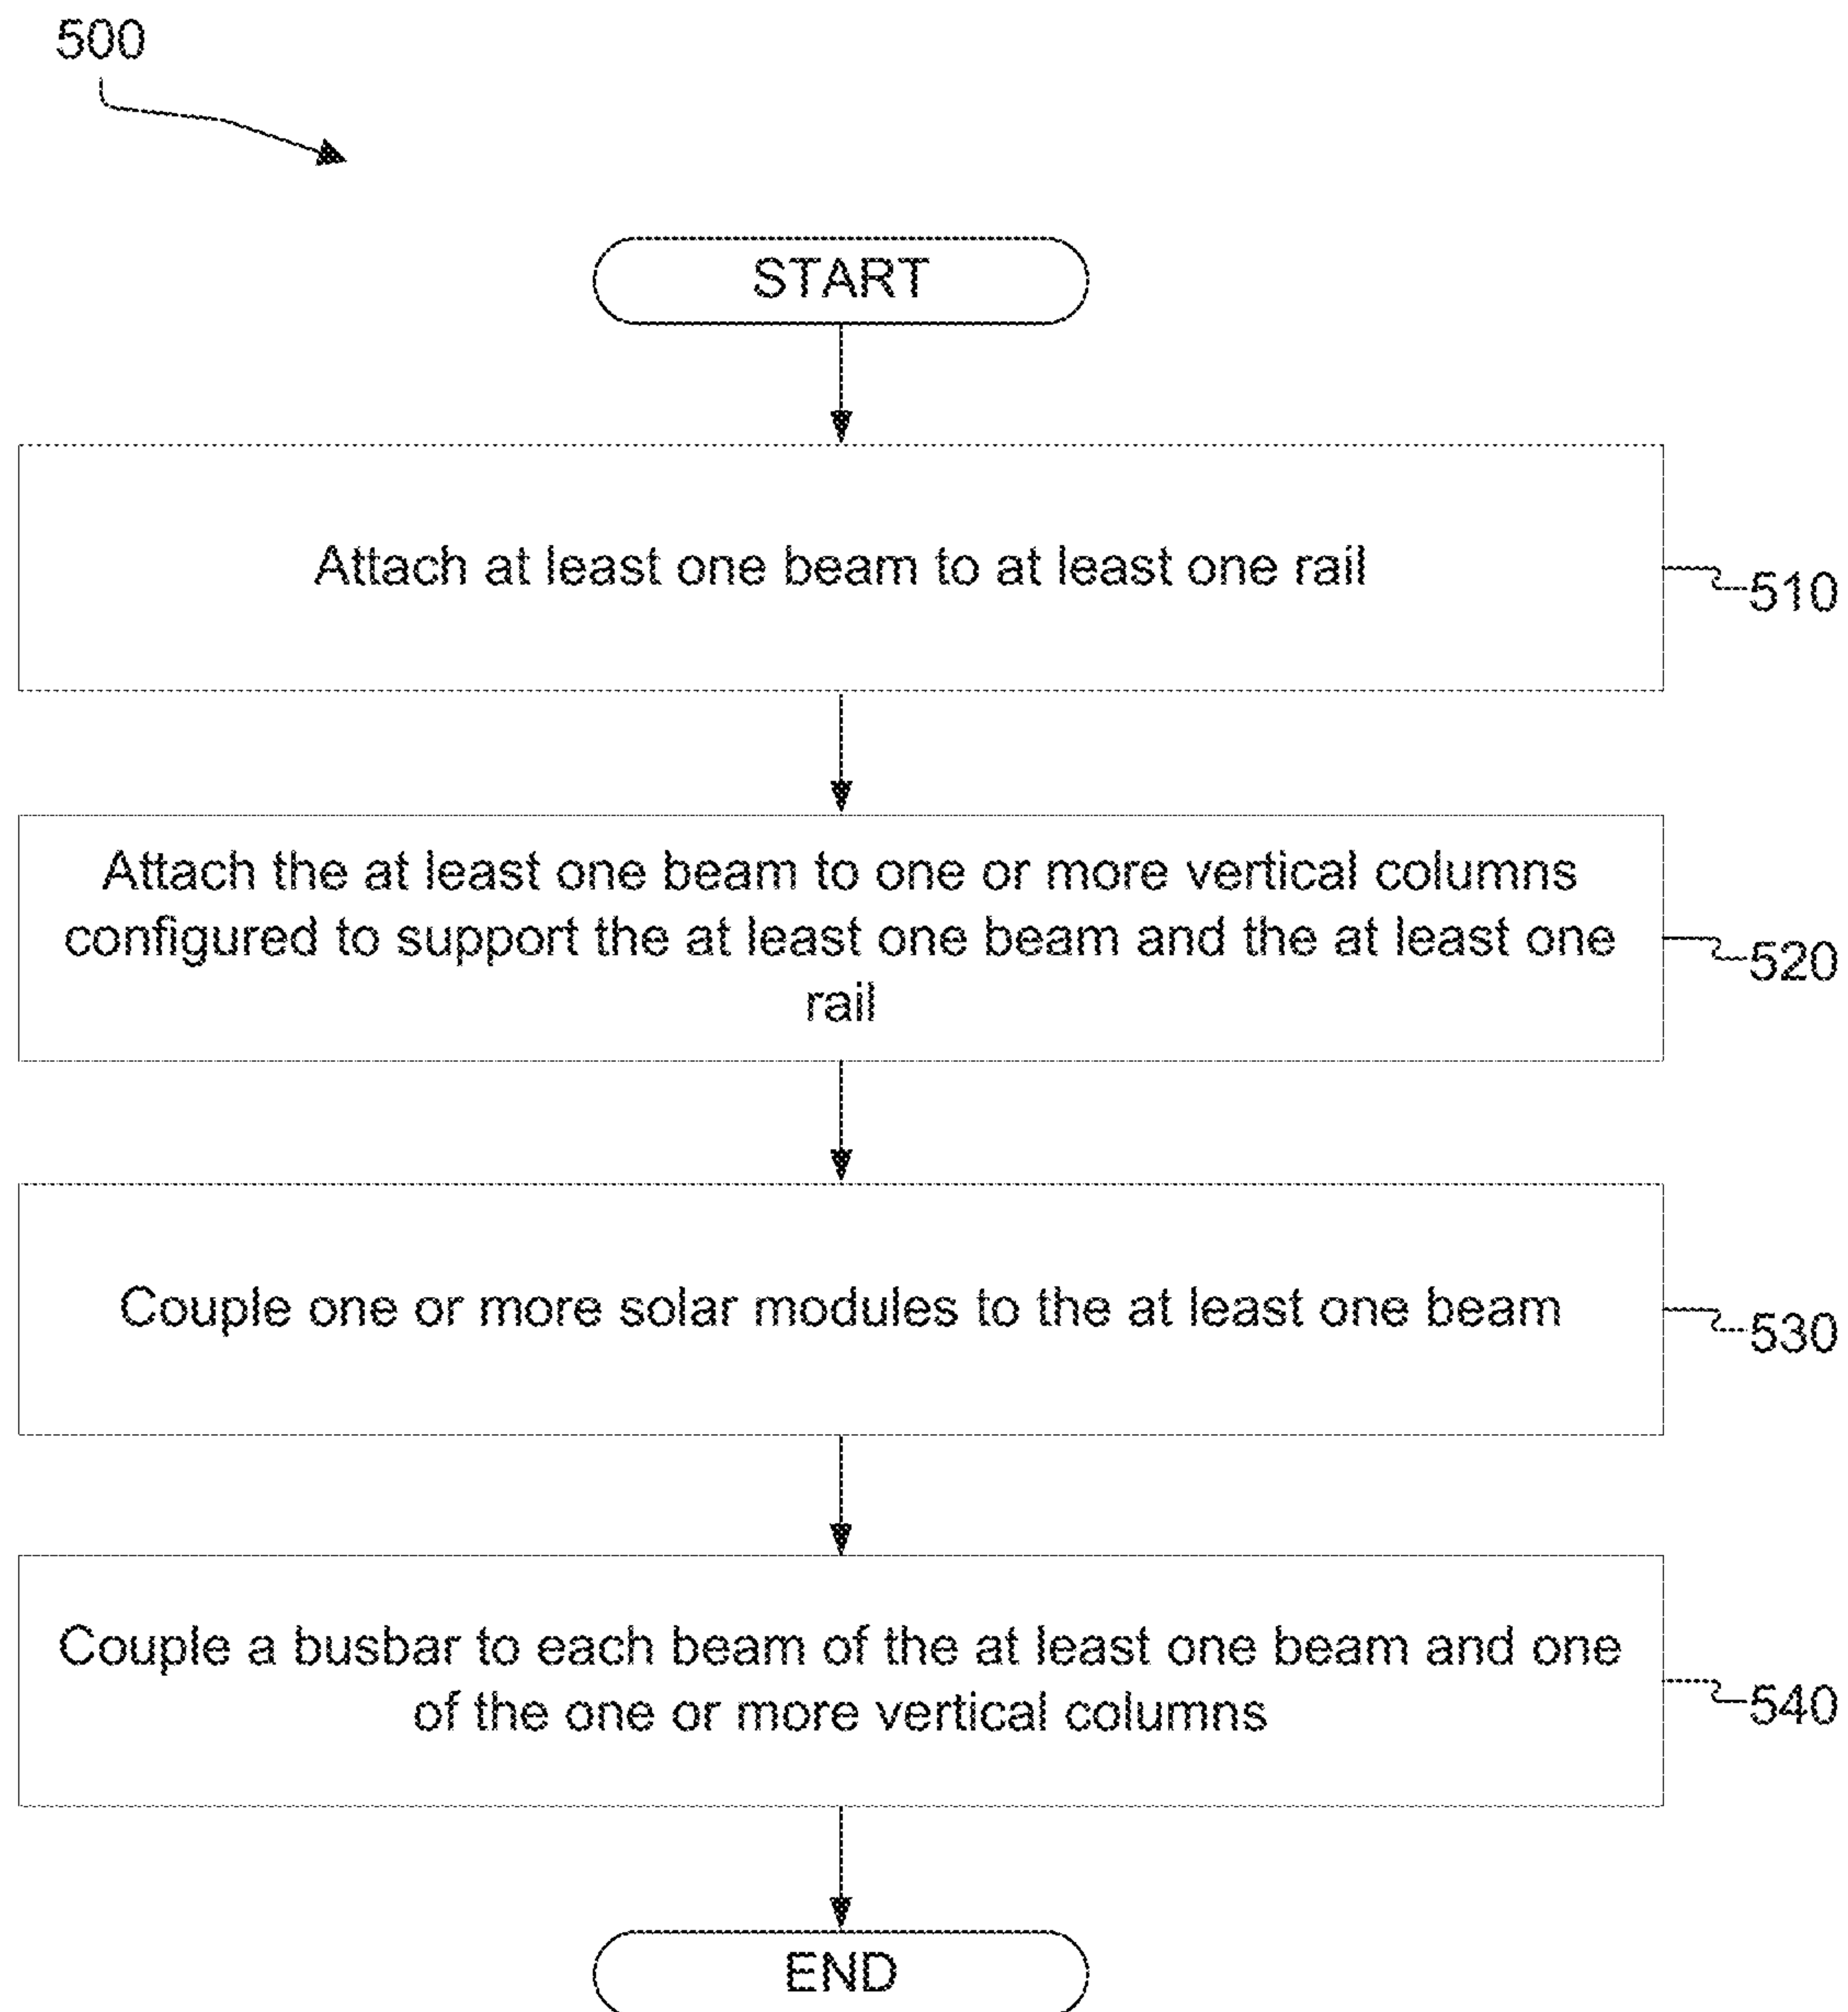 500
START
Attach at least one beam to at least one rail
510
Attach the at least one beam to one or more vertical columns
configured to support the at least one beam and the at least one
rail
520
Couple one or more solar modules to the at least one beam
530
Couple a busbar to each beam of the at least one beam and one
of the one or more vertical columns
540
END